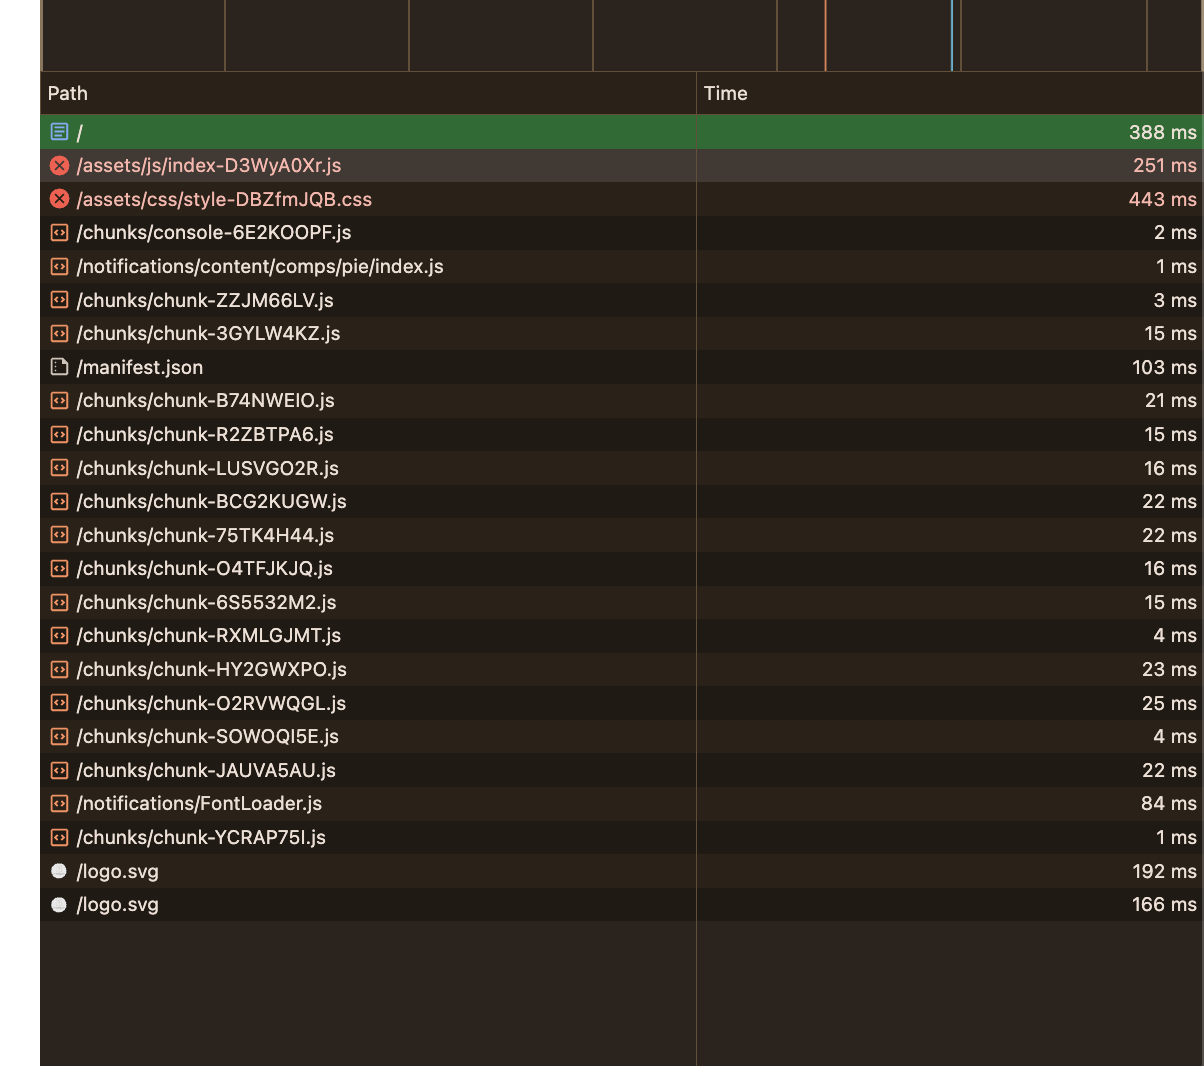 Path Time
/ 388 ms
/assets/js/index-D3WyA0Xr.js 251 ms
/assets/css/style-DBZfmJQB.css 443 ms
/chunks/console-6E2KOOPF.js 2 ms
/notifications/content/comps/pie/index.js 1 ms
/chunks/chunk-ZZJM66LV.js 3 ms
/chunks/chunk-3GYLW4KZ.js 15 ms
/manifest.json 103 ms
/chunks/chunk-B74NWEIO.js 21 ms
/chunks/chunk-R2ZBTPA6.js 15 ms
/chunks/chunk-LUSVGO2R.js 16 ms
/chunks/chunk-BCG2KUGW.js 22 ms
/chunks/chunk-75TK4H44.js 22 ms
/chunks/chunk-O4TFJKJQ.js 16 ms
/chunks/chunk-6S5532M2.js 15 ms
/chunks/chunk-RXMLGJMT.js 4 ms
/chunks/chunk-HY2GWXPO.js 23 ms
/chunks/chunk-O2RVWQGL.js 25 ms
/chunks/chunk-SOWOQI5E.js 4 ms
/chunks/chunk-JAUVA5AU.js 22 ms
/notifications/FontLoader.js 84 ms
/chunks/chunk-YCRAP75I.js 1 ms
/logo.svg 192 ms
/logo.svg 166 ms